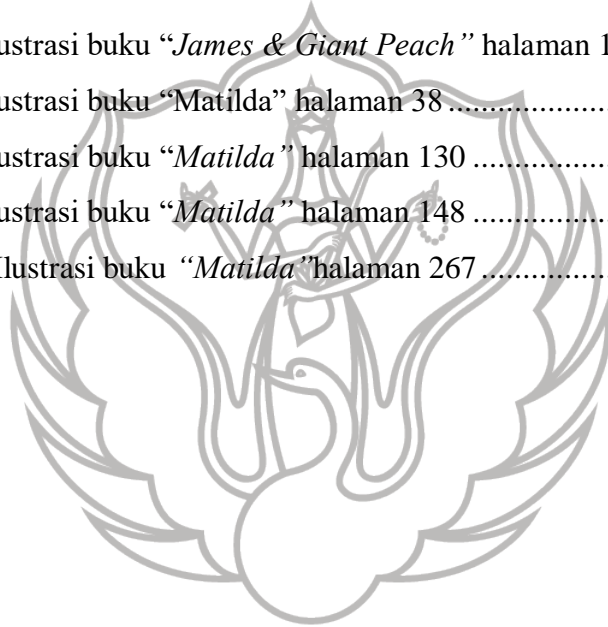 ustrasi buku “James & Giant Peach” halaman 1
ustrasi buku “Matilda” halaman 38 ....................
ustrasi buku “Matilda” halaman 130 .................
ustrasi buku “Matilda” halaman 148 .................
Ilustrasi buku “Matilda”halaman 267 ................